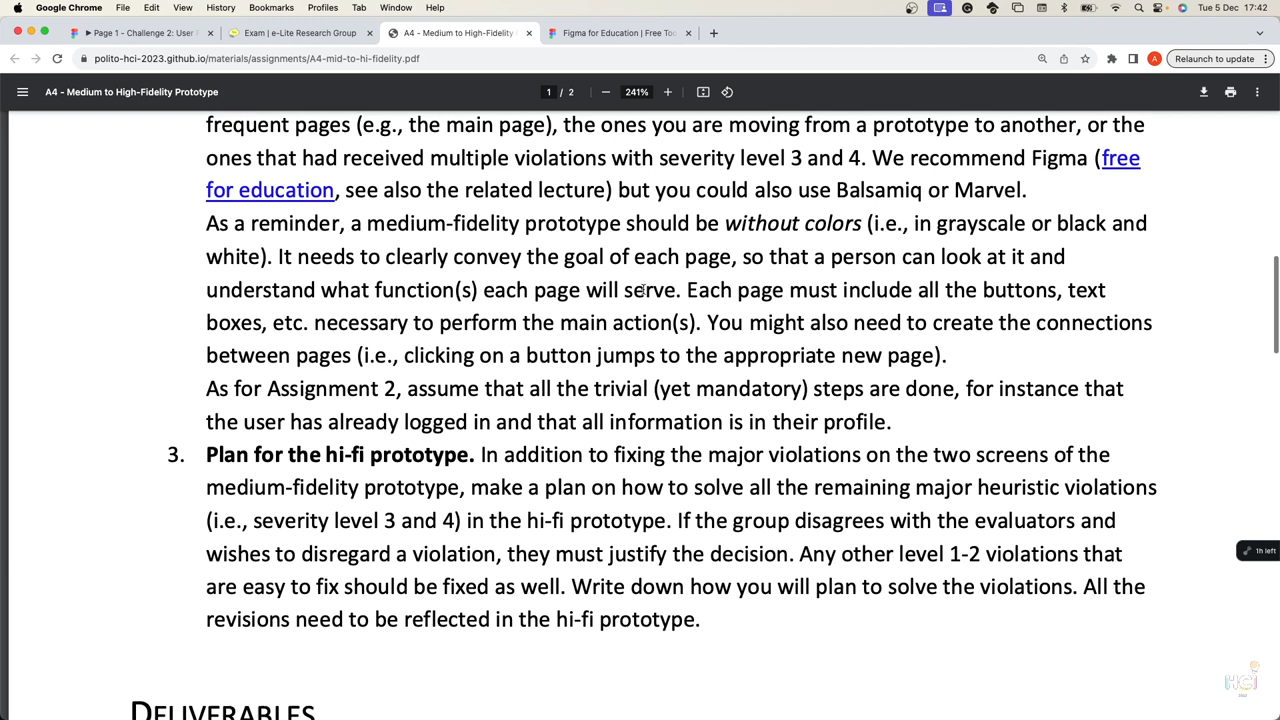 Google Chrome File Edit View History Bookmarks Profiles Tab Window Help Tue 5 Dec 17:42
Page 1 - Challenge 2: User Exam | e-Lite Research Group A4 - Medium to High-Fidelity Figma for Education | Free Too
polito-hci-2023.github.io/materials/assignments/A4-mid-to-hi-fidelity.pdf A Relaunch to update
A4 - Medium to High-Fidelity Prototype 1 / 2 241%
frequent pages (e.g., the main page), the ones you are moving from a prototype to another, or the
ones that had received multiple violations with severity level 3 and 4. We recommend Figma (free
for education, see also the related lecture) but you could also use Balsamiq or Marvel.
As a reminder, a medium-fidelity prototype should be without colors (i.e., in grayscale or black and
white). It needs to clearly convey the goal of each page, so that a person can look at it and
understand what function(s) each page will serve. Each page must include all the buttons, text
boxes, etc. necessary to perform the main action(s). You might also need to create the connections
between pages (i.e., clicking on a button jumps to the appropriate new page).
As for Assignment 2, assume that all the trivial (yet mandatory) steps are done, for instance that
the user has already logged in and that all information is in their profile.
3. Plan for the hi-fi prototype. In addition to fixing the major violations on the two screens of the
medium-fidelity prototype, make a plan on how to solve all the remaining major heuristic violations
(i.e., severity level 3 and 4) in the hi-fi prototype. If the group disagrees with the evaluators and
1h left
wishes to disregard a violation, they must justify the decision. Any other level 1-2 violations that
are easy to fix should be fixed as well. Write down how you will plan to solve the violations. All the
revisions need to be reflected in the hi-fi prototype.
HCI
2023
DELIVERABLES